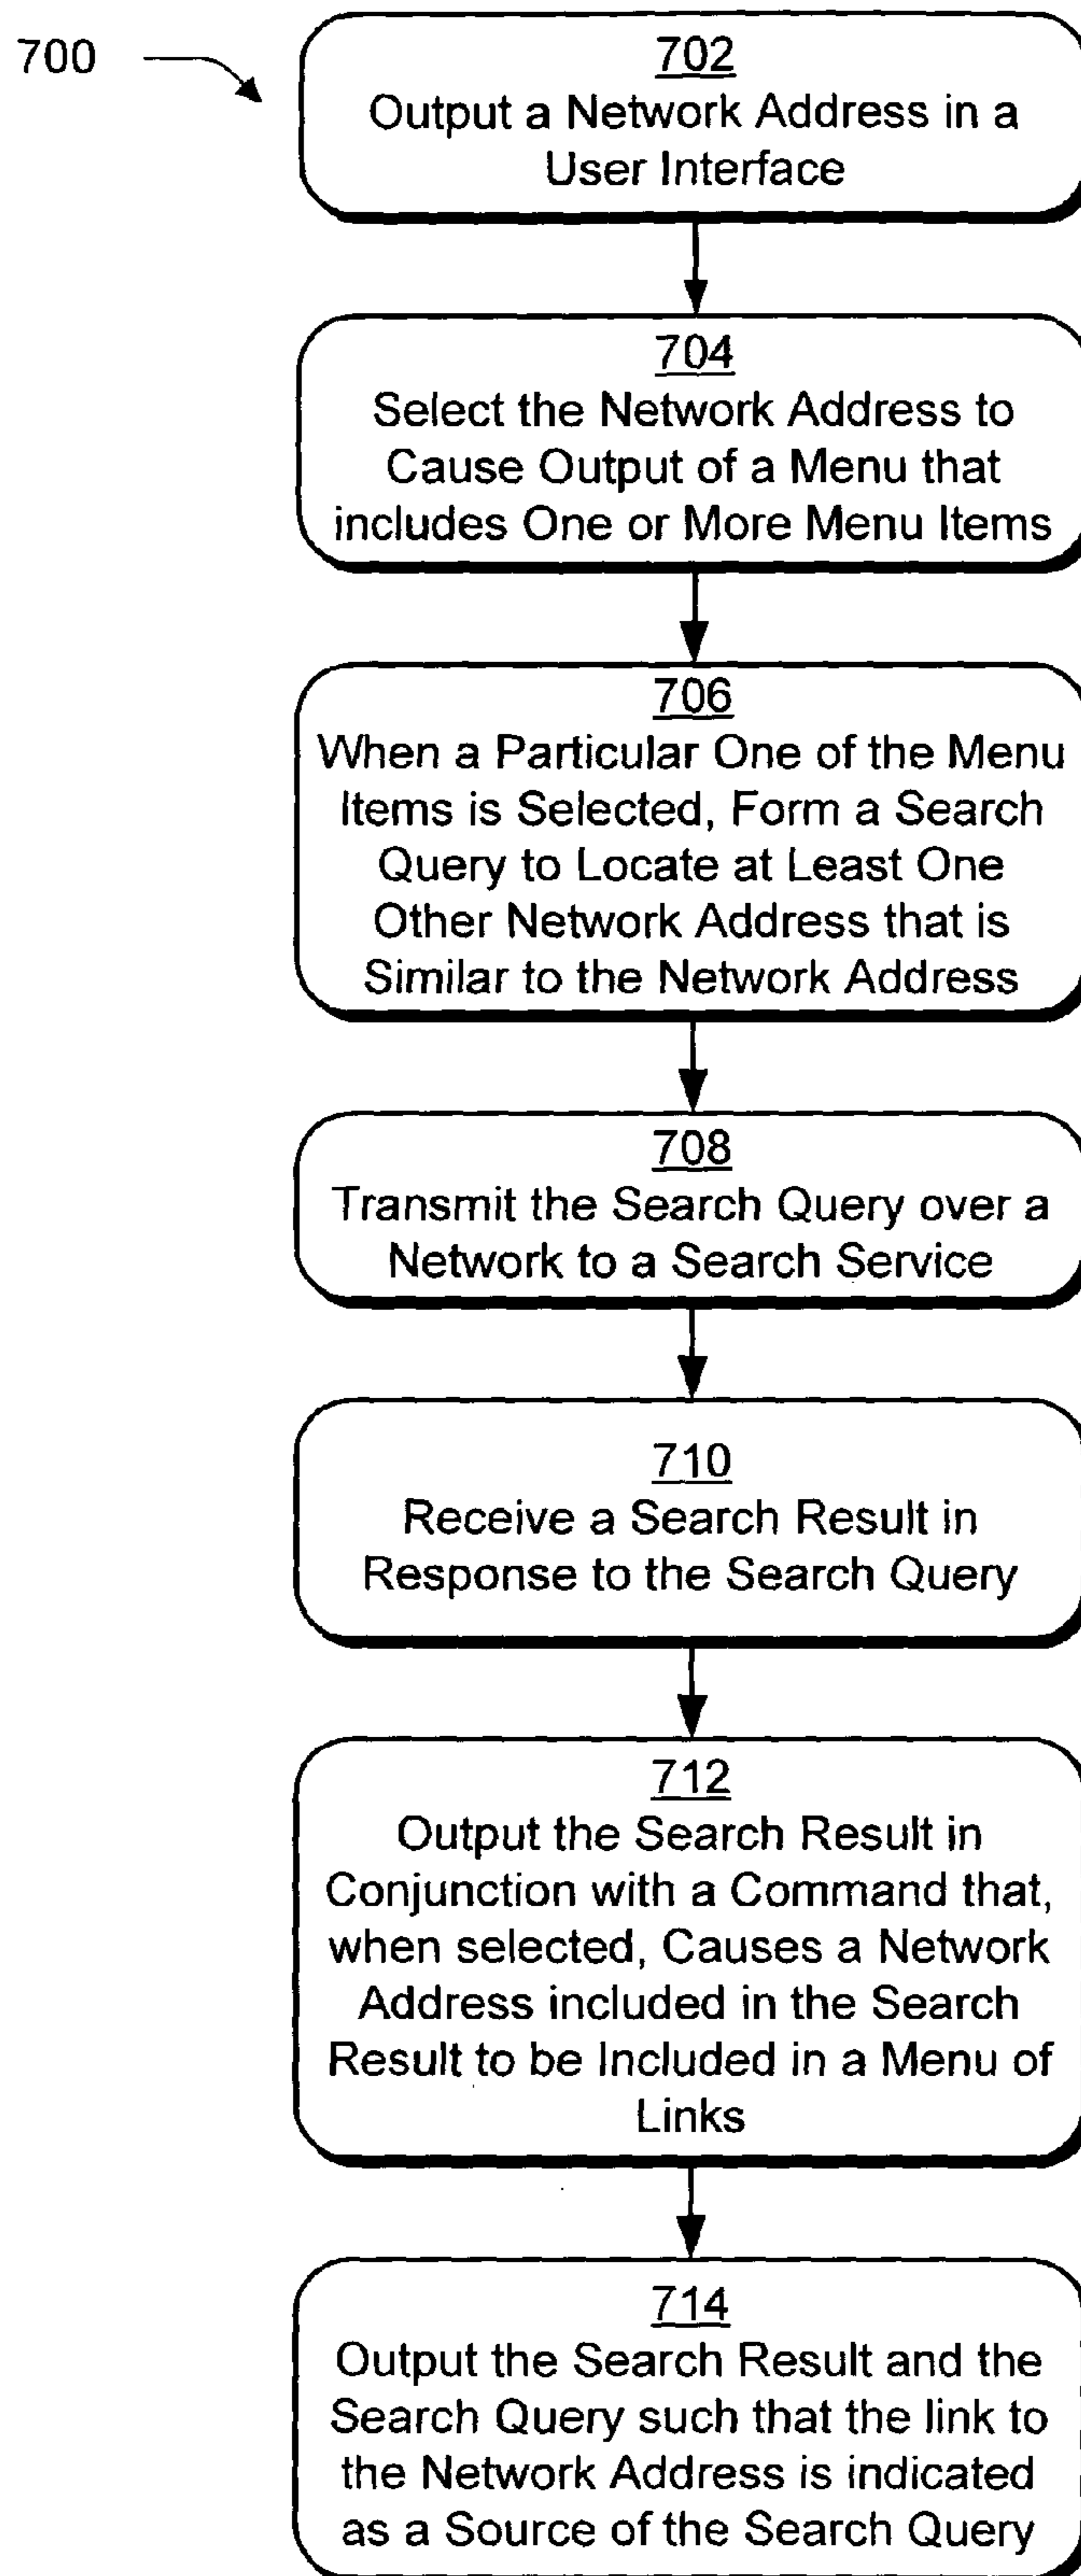 700
702
Output a Network Address in a
User Interface
704
Select the Network Address to
Cause Output of a Menu that
includes One or More Menu Items
706
When a Particular One of the Menu
Items is Selected, Form a Search
Query to Locate at Least One
Other Network Address that is
Similar to the Network Address
708
Transmit the Search Query over a
Network to a Search Service
710
Receive a Search Result in
Response to the Search Query
712
Output the Search Result in
Conjunction with a Command that,
when selected, Causes a Network
Address included in the Search
Result to be Included in a Menu of
Links
714
Output the Search Result and the
Search Query such that the link to
the Network Address is indicated
as a Source of the Search Query